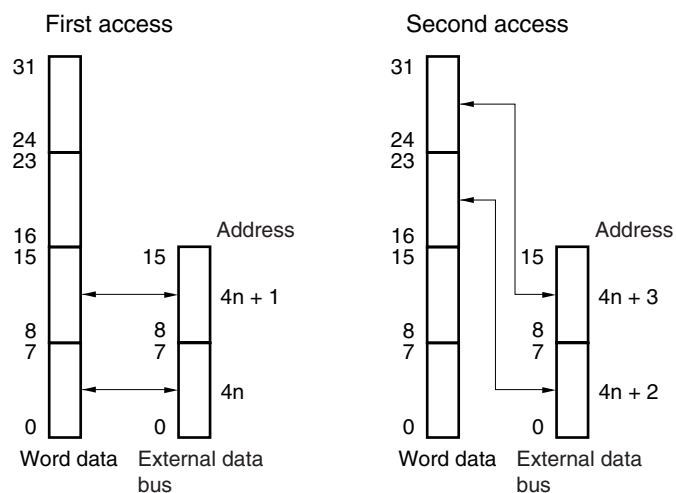 First access
31
24
23
16
15
8
7
0
Word data
Address
15
4n + 1
8
7
4n
0
External data
bus
Second access
31
24
23
16
15
8
7
0
Word data
Address
15
4n + 3
8
7
4n + 2
0
External data
bus